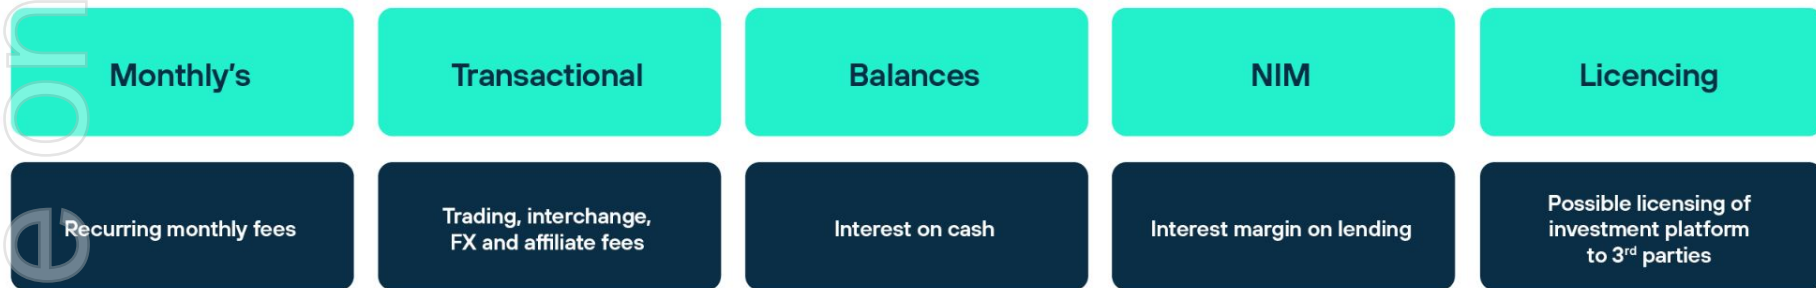 Monthly's
Transactional
Balances
NIM
Licencing
Recurring monthly fees
Trading, interchange,
FX and affiliate fees
Interest on cash
Interest margin on lending
Possible licensing of
investment platform
to 3rd parties
e on